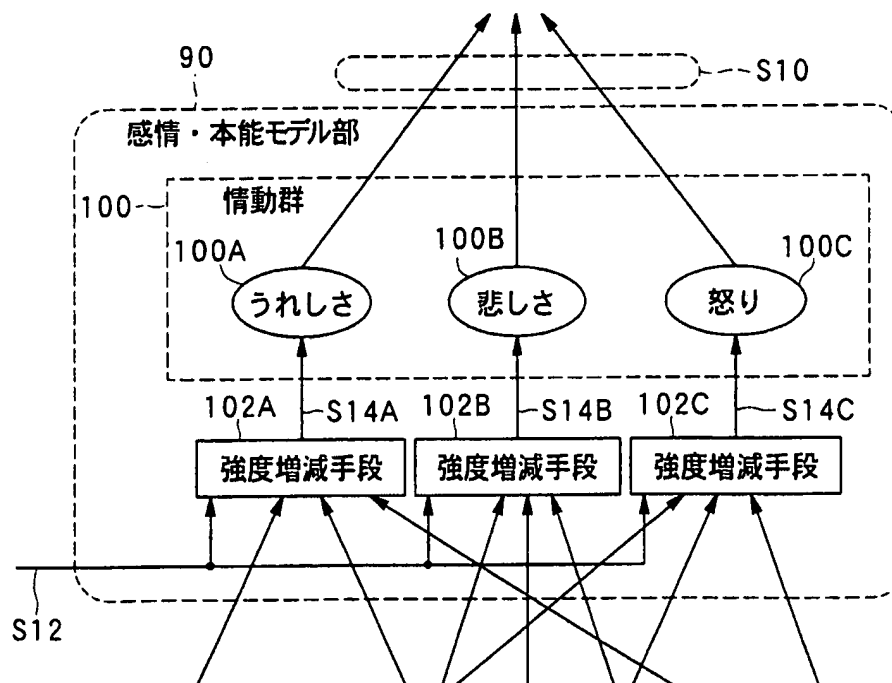 90
S10
感情・本能モデル部
100
情動群
100A
100B
100C
うれしさ
悲しさ
怒り
102A
S14A
102B
S14B
102C
S14C
強度増減手段
強度増減手段
強度増減手段
S12